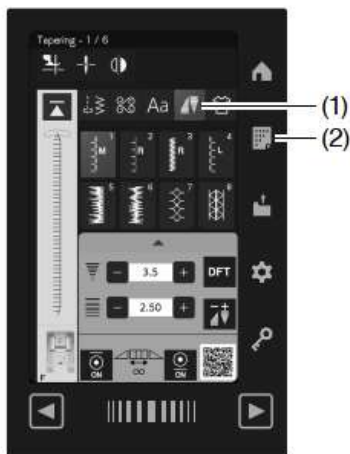 Tapering - 1 / 6
Aa
(1)
(2)
1 M
2 R
3 R
4 L
5
6
7
8
3.5
DFT
2.50
ON
ON
F